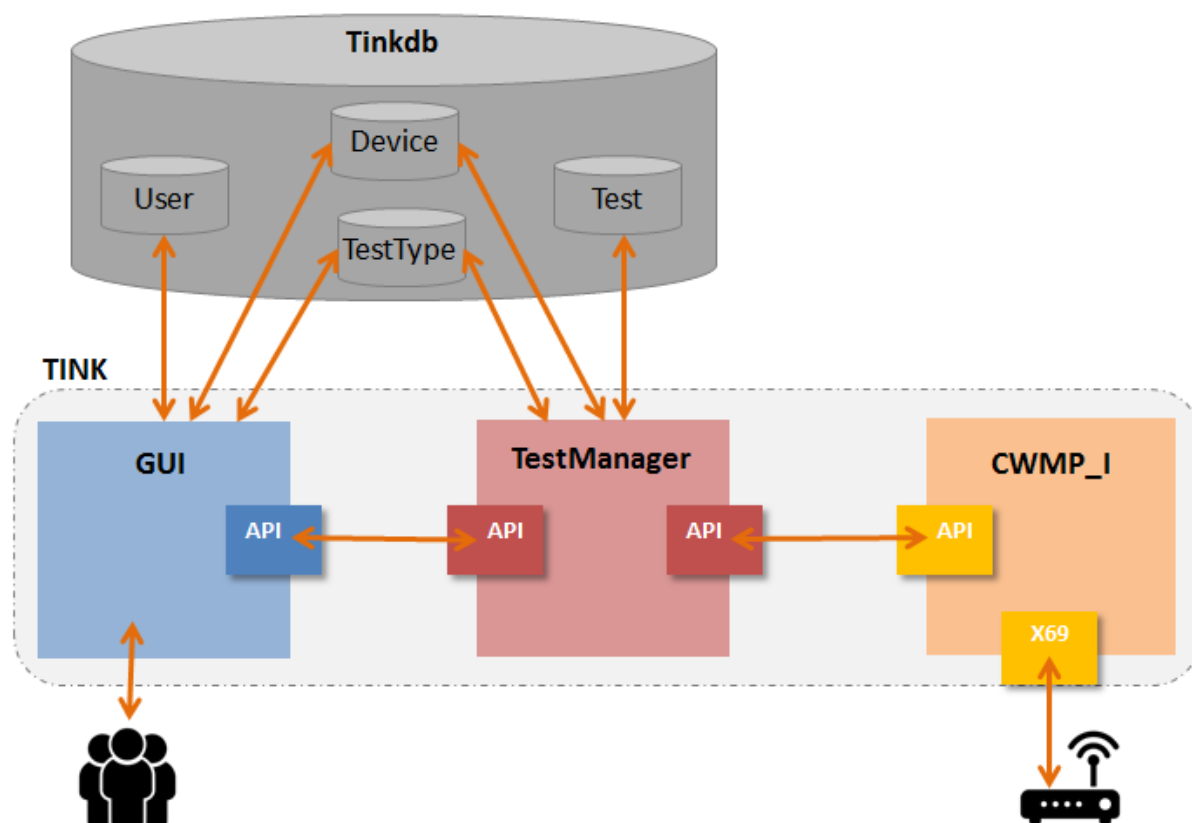 Tinkdb
Device
User
Test
TestType
TINK
GUI
TestManager
CWMP_I
API
API
API
API
X69